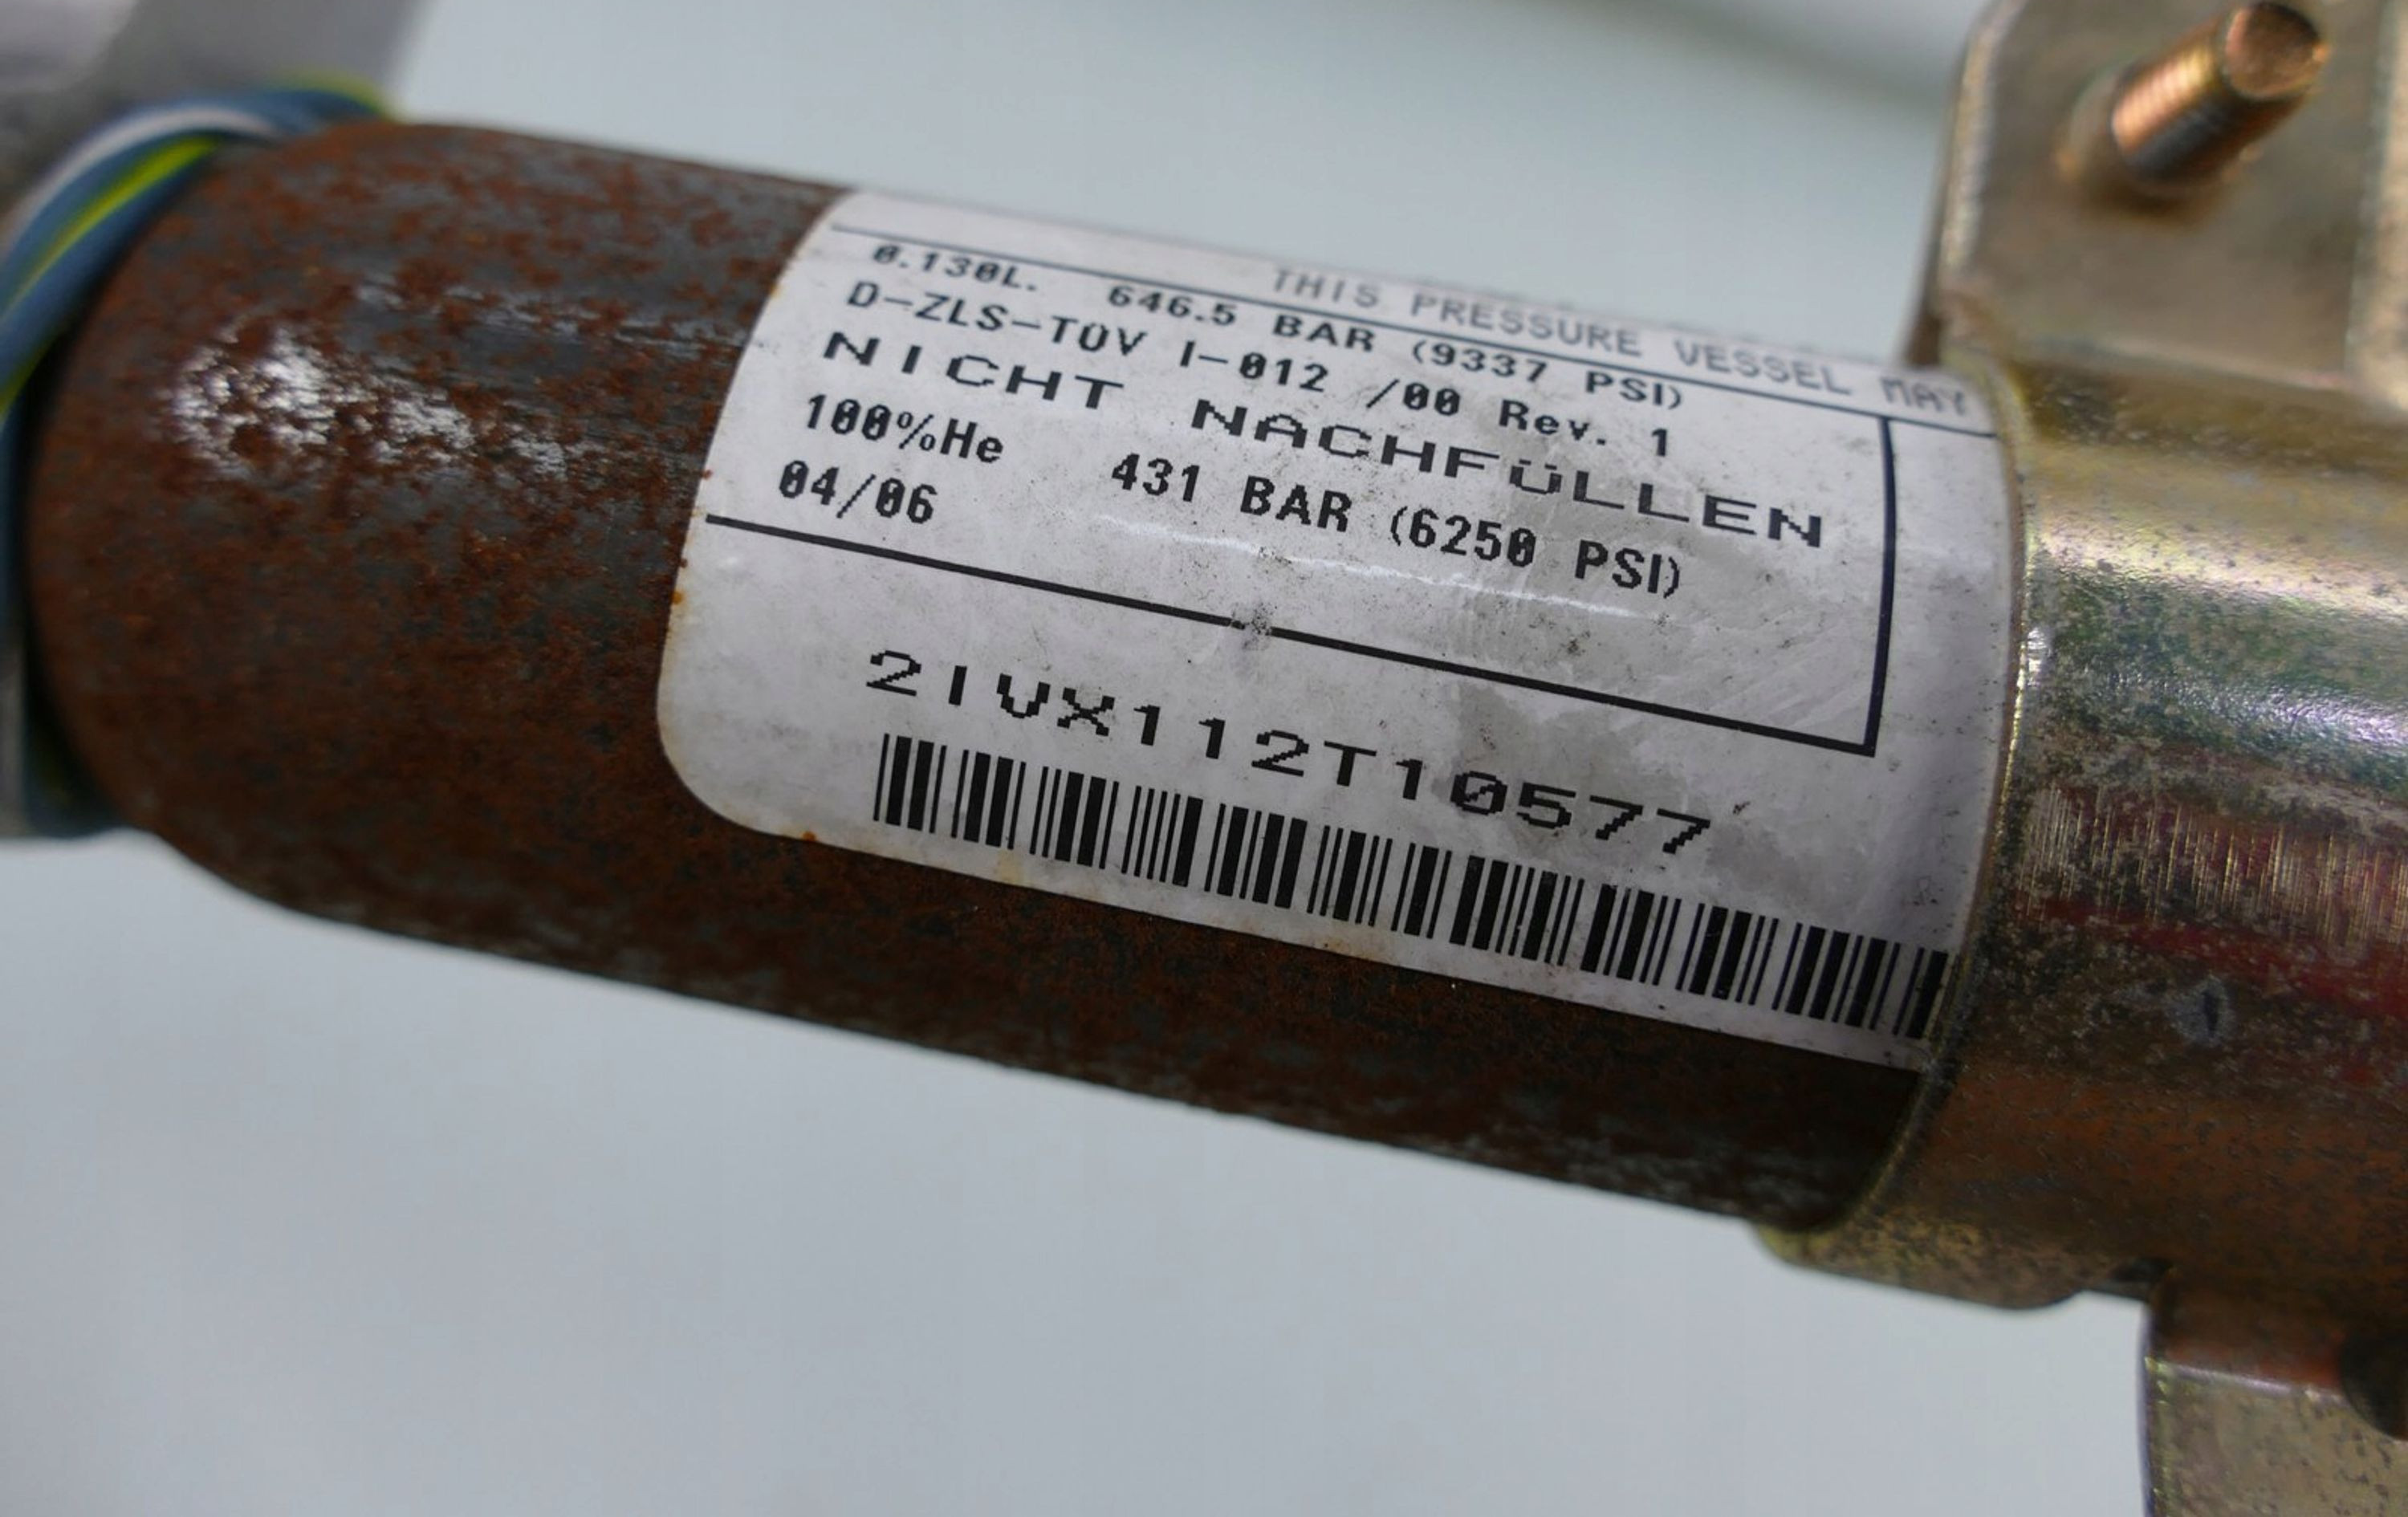 THIS PRESSURE VESSEL MAY
0.130L. 646.5 BAR (9337 PSI)
D-ZLS-TÜV I-012 /00 Rev. 1
NICHT NACHFÜLLEN
100%He 431 BAR (6250 PSI)
04/06
2IVX112T10577